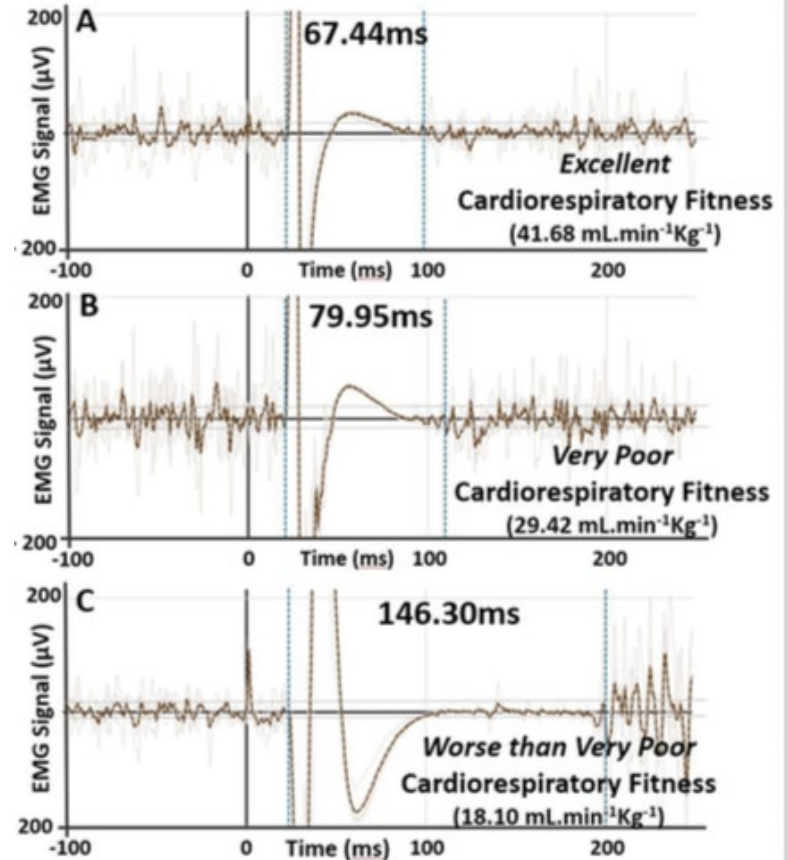 A
67.44ms
200
EMG Signal (µV)
Excellent
Cardiorespiratory Fitness
(41.68 mL.min⁻¹Kg⁻¹)
- 200
-100 0 Time (ms) 100 200
B
79.95ms
200
EMG Signal (µV)
Very Poor
Cardiorespiratory Fitness
(29.42 mL.min⁻¹Kg⁻¹)
- 200
-100 0 Time (ms) 100 200
C
146.30ms
200
EMG Signal (µV)
Worse than Very Poor
Cardiorespiratory Fitness
(18.10 mL.min⁻¹Kg⁻¹)
200
-100 0 Time (ms) 100 200